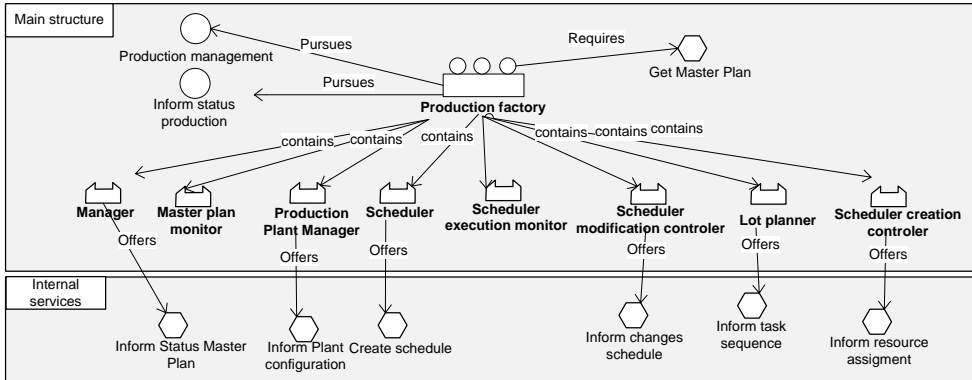 Main structure
Production management
Pursues
Requires
Get Master Plan
Inform status
production
Pursues
Production factory
contains
contains
contains
contains
contains
contains
contains
Manager
Master plan
monitor
Production
Plant Manager
Scheduler
Scheduler
execution monitor
Scheduler
modification controler
Lot planner
Scheduler creation
controler
Offers
Offers
Offers
Offers
Offers
Offers
Internal
services
Inform Status Master
Plan
Inform Plant
configuration
Create schedule
Inform changes
schedule
Inform task
sequence
Inform resource
assigment